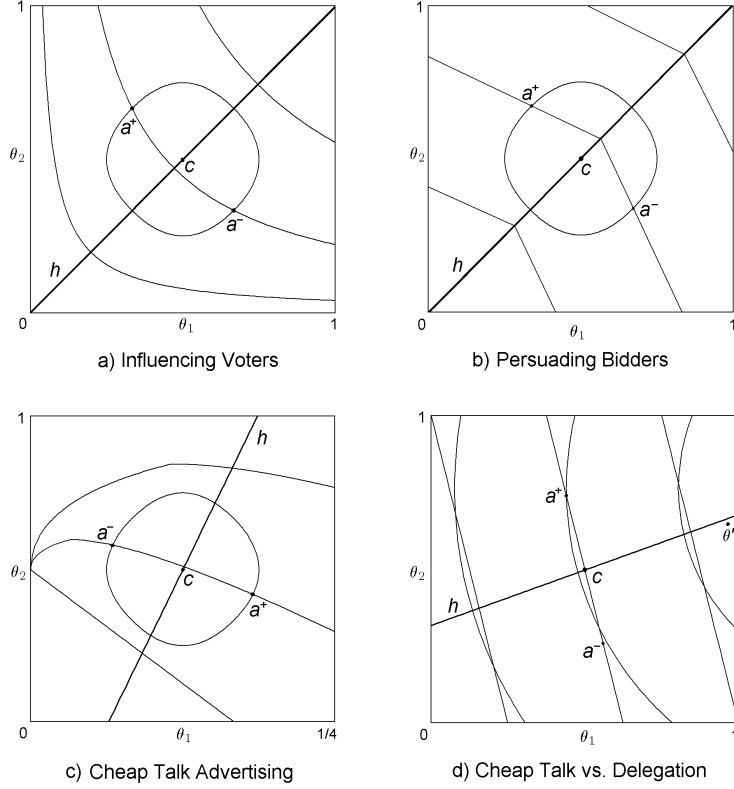 1
θ2
a+
c
a−
h
0
θ1
1
a) Influencing Voters
1
θ2
a+
c
a−
h
0
θ1
1
b) Persuading Bidders
1
h
a−
θ2
c
a+
0
θ1
1/4
c) Cheap Talk Advertising
1
a+
θ'
θ2
c
h
a−
0
θ1
1
d) Cheap Talk vs. Delegation